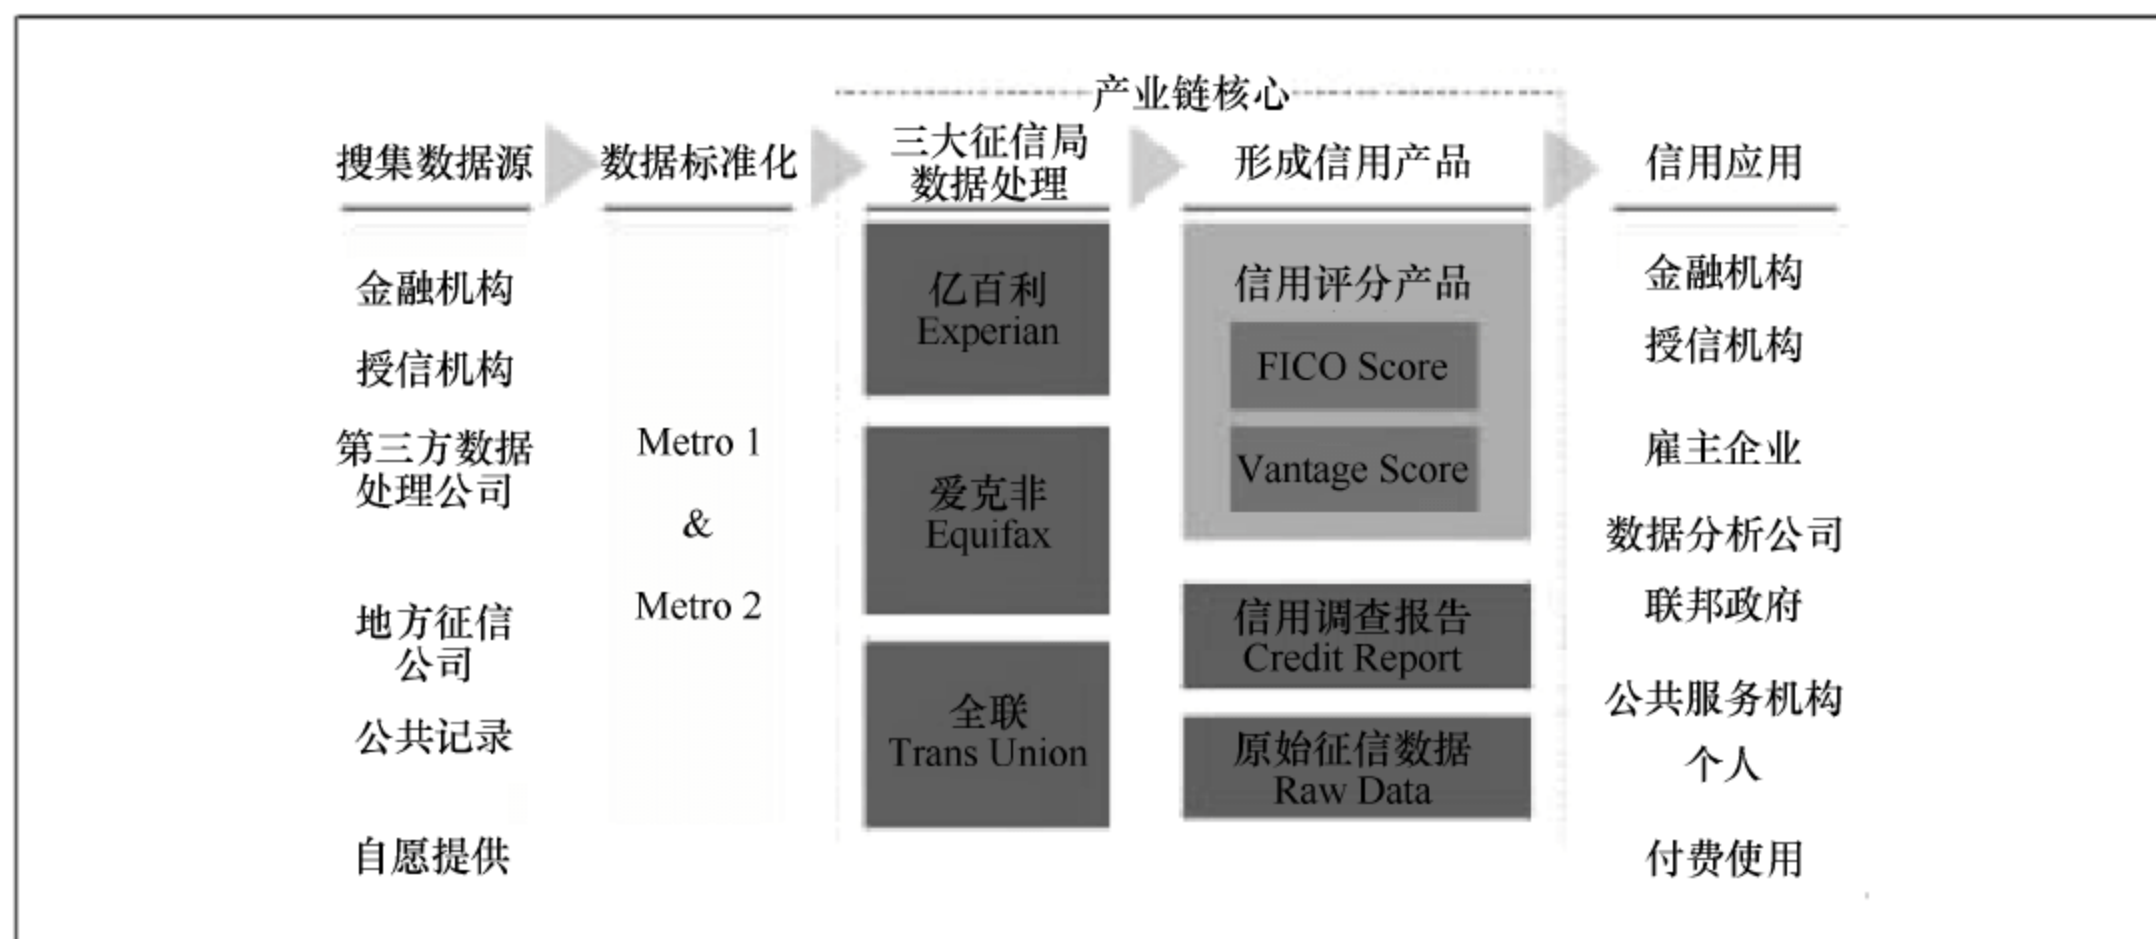 产业链核心
搜集数据源
数据标准化
三大征信局
数据处理
形成信用产品
信用应用
金融机构
授信机构
第三方数据
处理公司
地方征信
公司
公共记录
自愿提供
Metro 1
&
Metro 2
亿百利
Experian
爱克非
Equifax
全联
Trans Union
信用评分产品
FICO Score
Vantage Score
信用调查报告
Credit Report
原始征信数据
Raw Data
金融机构
授信机构
雇主企业
数据分析公司
联邦政府
公共服务机构
个人
付费使用